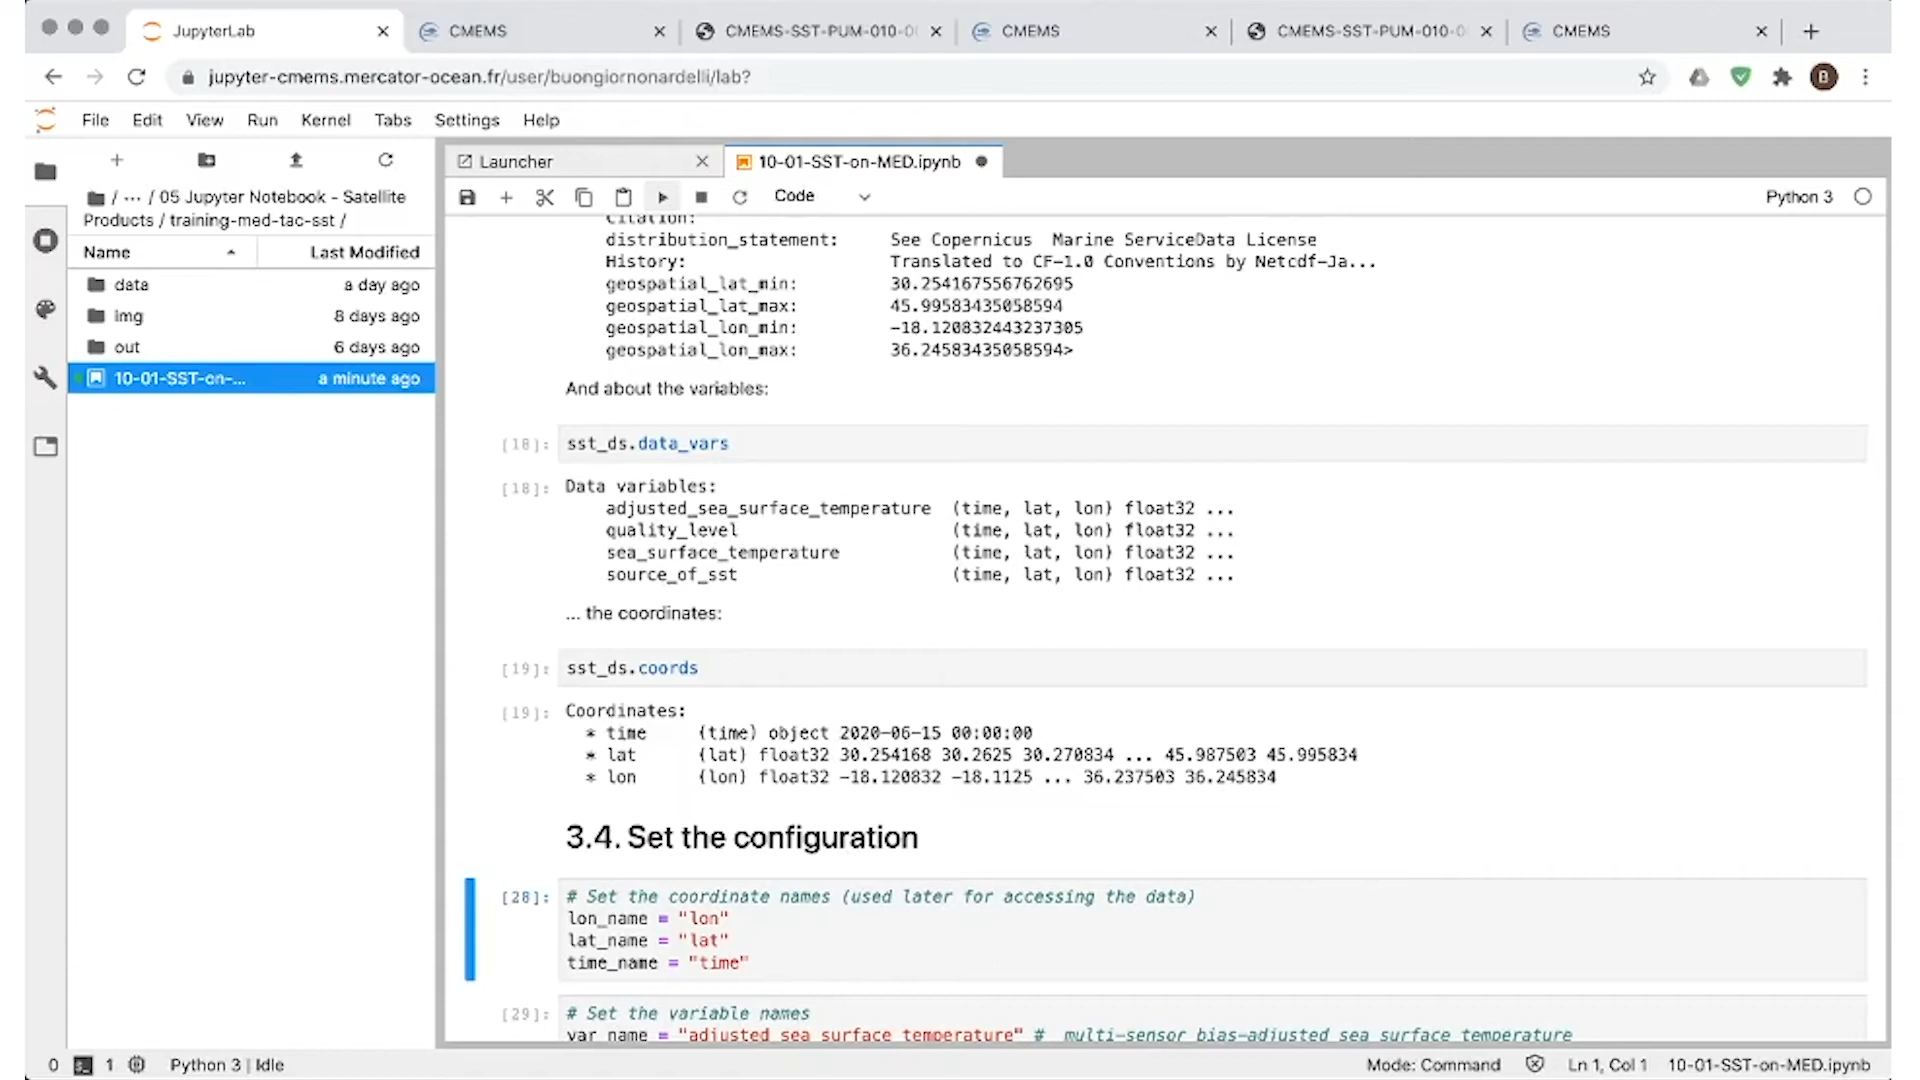 JupyterLab
CMEMS
CMEMS-SST-PUM-010-0
CMEMS
CMEMS-SST-PUM-010-0
CMEMS
jupyter-cmems.mercator-ocean.fr/user/buongiornonardelli/lab?
B
File Edit View Run Kernel Tabs Settings Help
/ ··· / 05 Jupyter Notebook - Satellite
Products / training-med-tac-sst /
Name Last Modified
data a day ago
img 8 days ago
out 6 days ago
10-01-SST-on-... a minute ago
Launcher
10-01-SST-on-MED.ipynb
Code
Python 3
Citation:
distribution_statement: See Copernicus Marine ServiceData License
History: Translated to CF-1.0 Conventions by Netcdf-Ja...
geospatial_lat_min: 30.254167556762695
geospatial_lat_max: 45.99583435058594
geospatial_lon_min: -18.120832443237305
geospatial_lon_max: 36.24583435058594>
And about the variables:
[18]: sst_ds.data_vars
[18]: Data variables:
adjusted_sea_surface_temperature (time, lat, lon) float32 ...
quality_level (time, lat, lon) float32 ...
sea_surface_temperature (time, lat, lon) float32 ...
source_of_sst (time, lat, lon) float32 ...
... the coordinates:
[19]: sst_ds.coords
[19]: Coordinates:
* time (time) object 2020-06-15 00:00:00
* lat (lat) float32 30.254168 30.2625 30.270834 ... 45.987503 45.995834
* lon (lon) float32 -18.120832 -18.1125 ... 36.237503 36.245834
3.4. Set the configuration
[28]: # Set the coordinate names (used later for accessing the data)
lon_name = "lon"
lat_name = "lat"
time_name = "time"
[29]: # Set the variable names
var_name = "adjusted_sea_surface_temperature" # multi-sensor bias-adjusted sea surface temperature
0 1 Python 3 | Idle
Mode: Command Ln 1, Col 1 10-01-SST-on-MED.ipynb